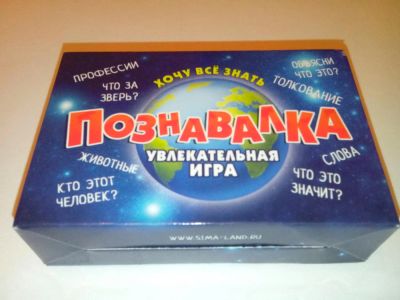 ПРОФЕССИИ
ЧТО ЗА
ЗВЕРЬ?
ХОЧУ ВСЁ ЗНАТЬ
ОБЪЯСНИ
ЧТО ЭТО?
ТОЛКОВАНИЕ
ПОЗНАВАЛКА
УВЛЕКАТЕЛЬНАЯ
ИГРА
ЖИВОТНЫЕ
КТО ЭТОТ
ЧЕЛОВЕК?
СЛОВА
ЧТО ЭТО
ЗНАЧИТ?
WWW.SIMA-LAND.RU